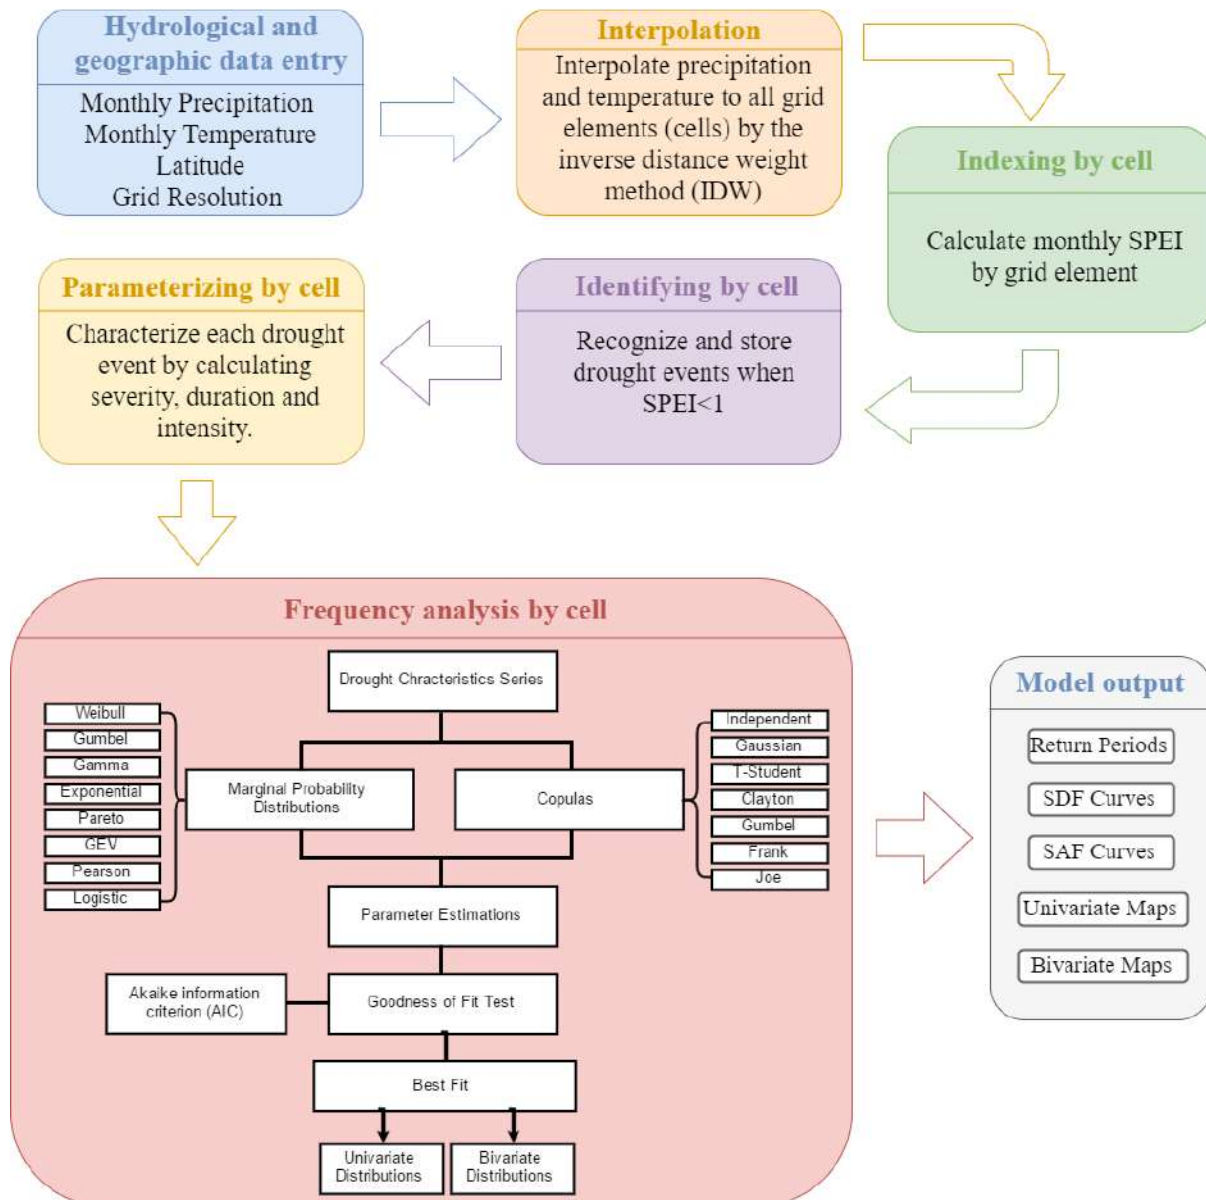 Hydrological and
geographic data entry
Monthly Precipitation
Monthly Temperature
Latitude
Grid Resolution
Interpolation
Interpolate precipitation
and temperature to all grid
elements (cells) by the
inverse distance weight
method (IDW)
Indexing by cell
Calculate monthly SPEI
by grid element
Identifying by cell
Recognize and store
drought events when
SPEI<1
Parameterizing by cell
Characterize each drought
event by calculating
severity, duration and
intensity.
Frequency analysis by cell
Drought Chracteristics Series
Weibull
Gumbel
Gamma
Exponential
Pareto
GEV
Pearson
Logistic
Marginal Probability
Distributions
Copulas
Independent
Gaussian
T-Student
Clayton
Gumbel
Frank
Joe
Parameter Estimations
Akaike information
criterion (AIC)
Goodness of Fit Test
Best Fit
Univariate
Distributions
Bivariate
Distributions
Model output
Return Periods
SDF Curves
SAF Curves
Univariate Maps
Bivariate Maps